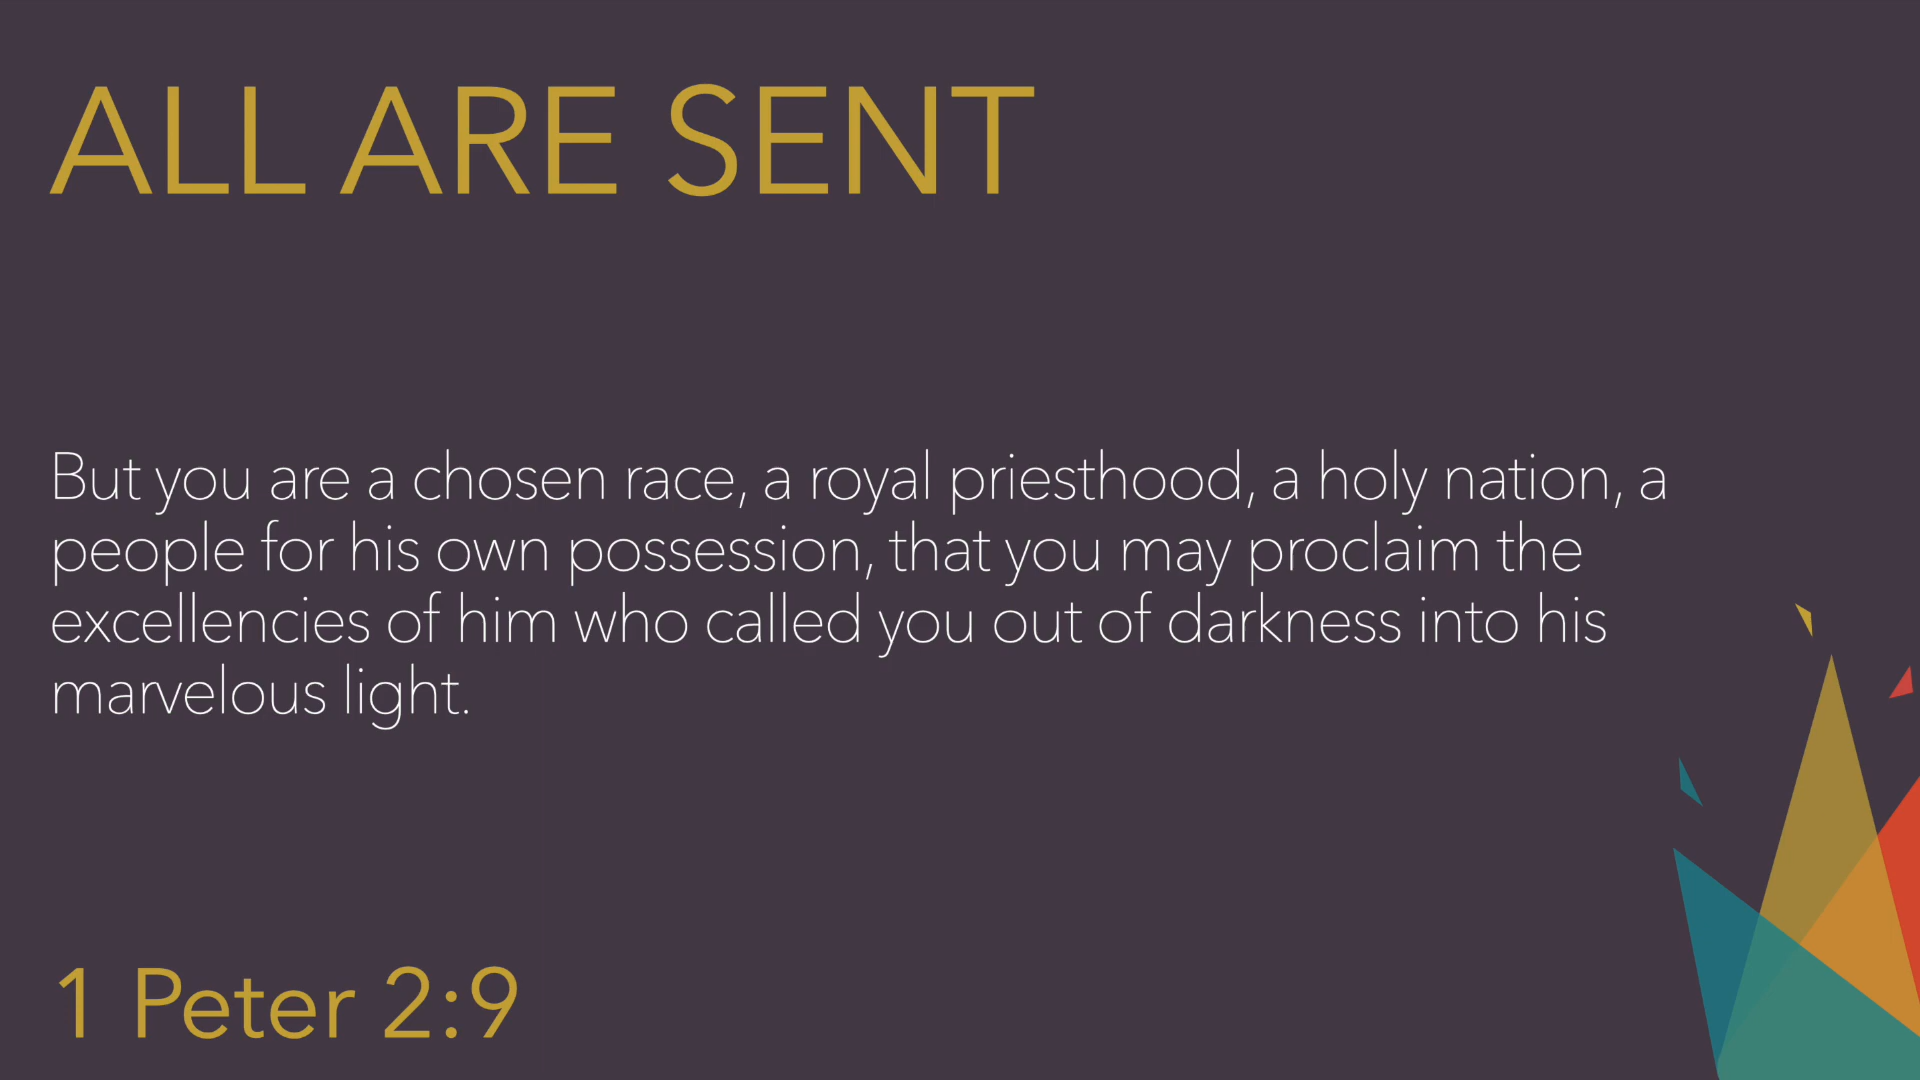 ALL ARE SENT
But you are a chosen race, a royal priesthood, a holy nation, a
people for his own possession, that you may proclaim the
excellencies of him who called you out of darkness into his
marvelous light.
1 Peter 2:9